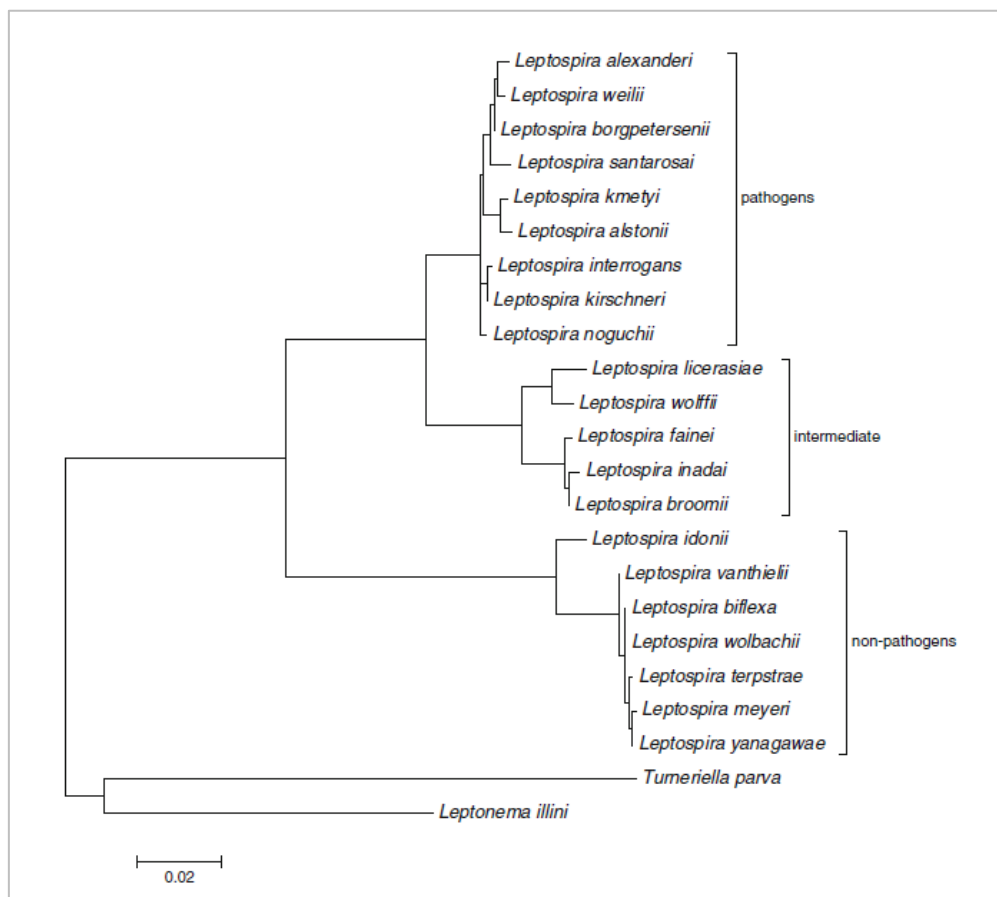 Leptospira alexanderi
Leptospira weilii
Leptospira borgpetersenii
Leptospira santarosai
Leptospira kmetyi
pathogens
Leptospira alstonii
Leptospira interrogans
Leptospira kirschneri
Leptospira noguchii
Leptospira licerasiae
Leptospira wolffii
Leptospira fainei
intermediate
Leptospira inadai
Leptospira broomii
Leptospira idonii
Leptospira vanthielii
Leptospira biflexa
Leptospira wolbachii
non-pathogens
Leptospira terpstrae
Leptospira meyeri
Leptospira yanagawae
Turneriella parva
Leptonema illini
0.02